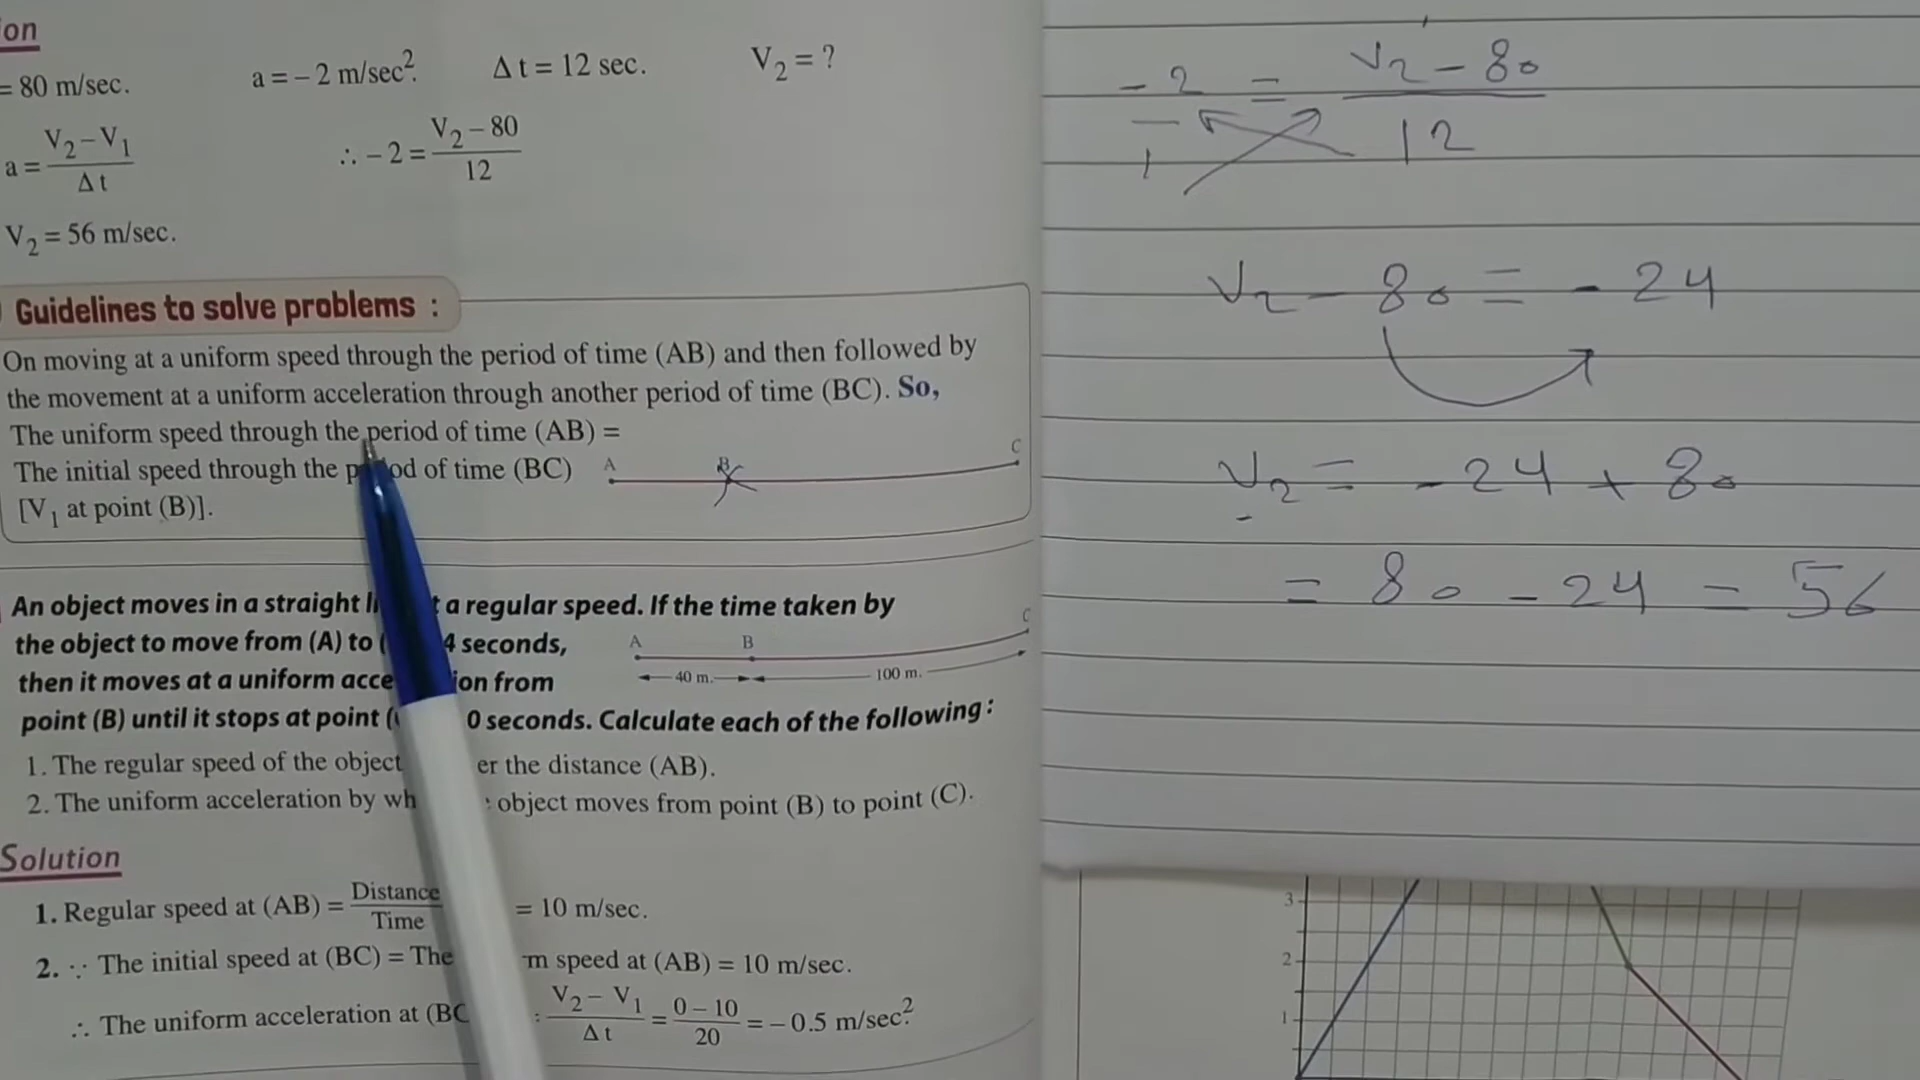 on
= 80 m/sec. a = – 2 m/sec². Δ t = 12 sec. V₂ = ?
a = (V₂ – V₁) / Δ t ∴ – 2 = (V₂ – 80) / 12
V₂ = 56 m/sec.
Guidelines to solve problems :
On moving at a uniform speed through the period of time (AB) and then followed by
the movement at a uniform acceleration through another period of time (BC). So,
The uniform speed through the period of time (AB) =
The initial speed through the of time (BC)
[V₁ at point (B)].
A B C
An object moves in a straight a regular speed. If the time taken by
the object to move from (A) to 4 seconds,
then it moves at a uniform from
point (B) until it stops at point seconds. Calculate each of the following :
A B C
40 m. 100 m.
1. The regular speed of the object the distance (AB).
2. The uniform acceleration by object moves from point (B) to point (C).
Solution
1. Regular speed at (AB) = Distance / Time = 10 m/sec.
2. ∵ The initial speed at (BC) = The speed at (AB) = 10 m/sec.
∴ The uniform acceleration at (BC = (V₂ – V₁) / Δ t = (0 – 10) / 20 = – 0.5 m/sec².
- 2 = (V₂ - 80) / 12
1
V₂ - 80 = - 24
V₂ = - 24 + 80
= 80 - 24 = 56
3
2
1